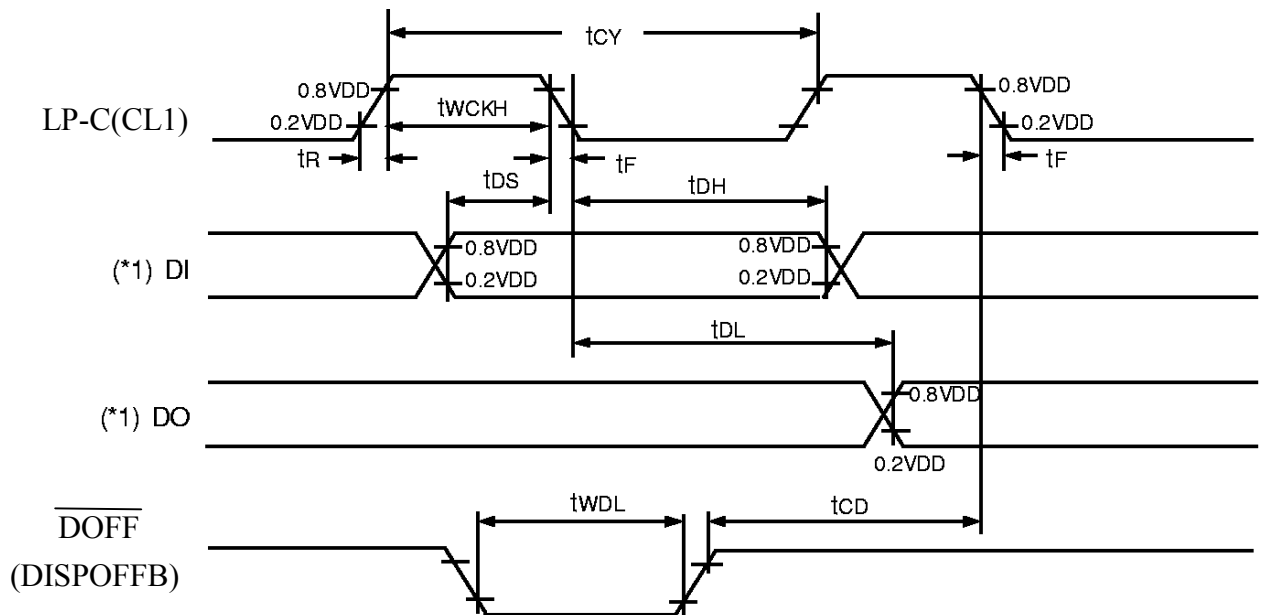 tCY
0.8VDD
0.8VDD
tWCKH
LP-C(CL1)
0.2VDD
0.2VDD
tR
tF
tF
tDS
tDH
0.8VDD
0.8VDD
(*1) DI
0.2VDD
0.2VDD
tDL
0.8VDD
(*1) DO
0.2VDD
tWDL
tCD
DOFF
(DISPOFFB)